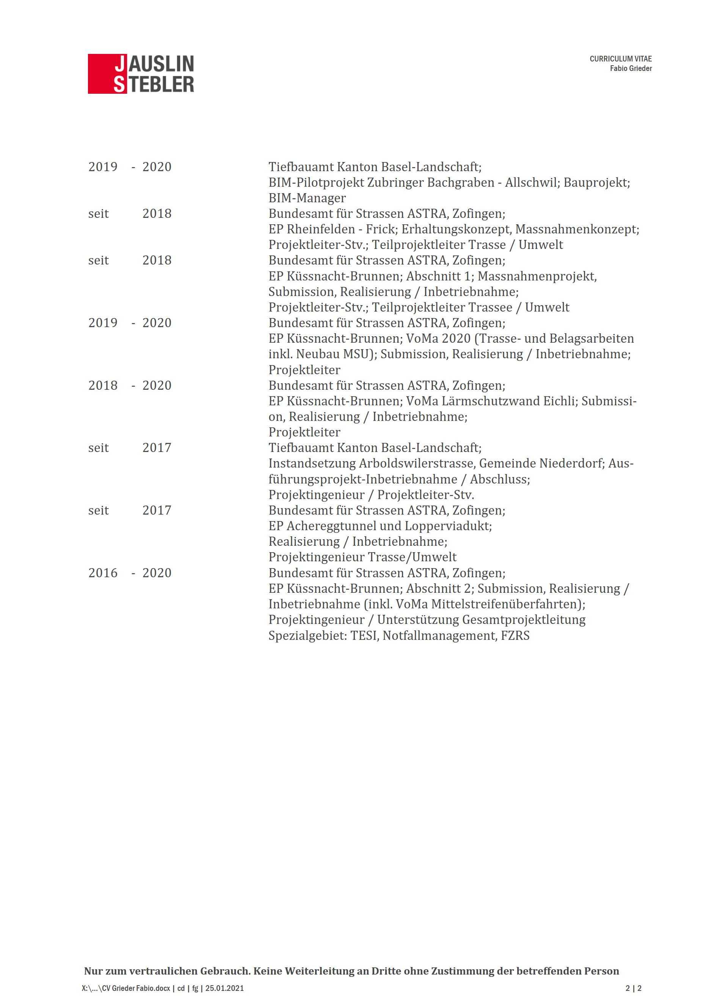 JAUSLIN
STEBLER
CURRICULUM VITAE
Fabio Grieder
2019 - 2020 Tiefbauamt Kanton Basel-Landschaft;
BIM-Pilotprojekt Zubringer Bachgraben - Allschwil; Bauprojekt;
BIM-Manager
seit 2018 Bundesamt für Strassen ASTRA, Zofingen;
EP Rheinfelden - Frick; Erhaltungskonzept, Massnahmenkonzept;
Projektleiter-Stv.; Teilprojektleiter Trasse / Umwelt
seit 2018 Bundesamt für Strassen ASTRA, Zofingen;
EP Küssnacht-Brunnen; Abschnitt 1; Massnahmenprojekt,
Submission, Realisierung / Inbetriebnahme;
Projektleiter-Stv.; Teilprojektleiter Trassee / Umwelt
2019 - 2020 Bundesamt für Strassen ASTRA, Zofingen;
EP Küssnacht-Brunnen; VoMa 2020 (Trasse- und Belagsarbeiten
inkl. Neubau MSU); Submission, Realisierung / Inbetriebnahme;
Projektleiter
2018 - 2020 Bundesamt für Strassen ASTRA, Zofingen;
EP Küssnacht-Brunnen; VoMa Lärmschutzwand Eichli; Submissi-
on, Realisierung / Inbetriebnahme;
Projektleiter
seit 2017 Tiefbauamt Kanton Basel-Landschaft;
Instandsetzung Arboldswilerstrasse, Gemeinde Niederdorf; Aus-
führungsprojekt-Inbetriebnahme / Abschluss;
Projektingenieur / Projektleiter-Stv.
seit 2017 Bundesamt für Strassen ASTRA, Zofingen;
EP Achereggtunnel und Lopperviadukt;
Realisierung / Inbetriebnahme;
Projektingenieur Trasse/Umwelt
2016 - 2020 Bundesamt für Strassen ASTRA, Zofingen;
EP Küssnacht-Brunnen; Abschnitt 2; Submission, Realisierung /
Inbetriebnahme (inkl. VoMa Mittelstreifenüberfahrten);
Projektingenieur / Unterstützung Gesamtprojektleitung
Spezialgebiet: TESI, Notfallmanagement, FZRS
Nur zum vertraulichen Gebrauch. Keine Weiterleitung an Dritte ohne Zustimmung der betreffenden Person
X:\...\CV Grieder Fabio.docx | cd | fg | 25.01.2021 2 | 2